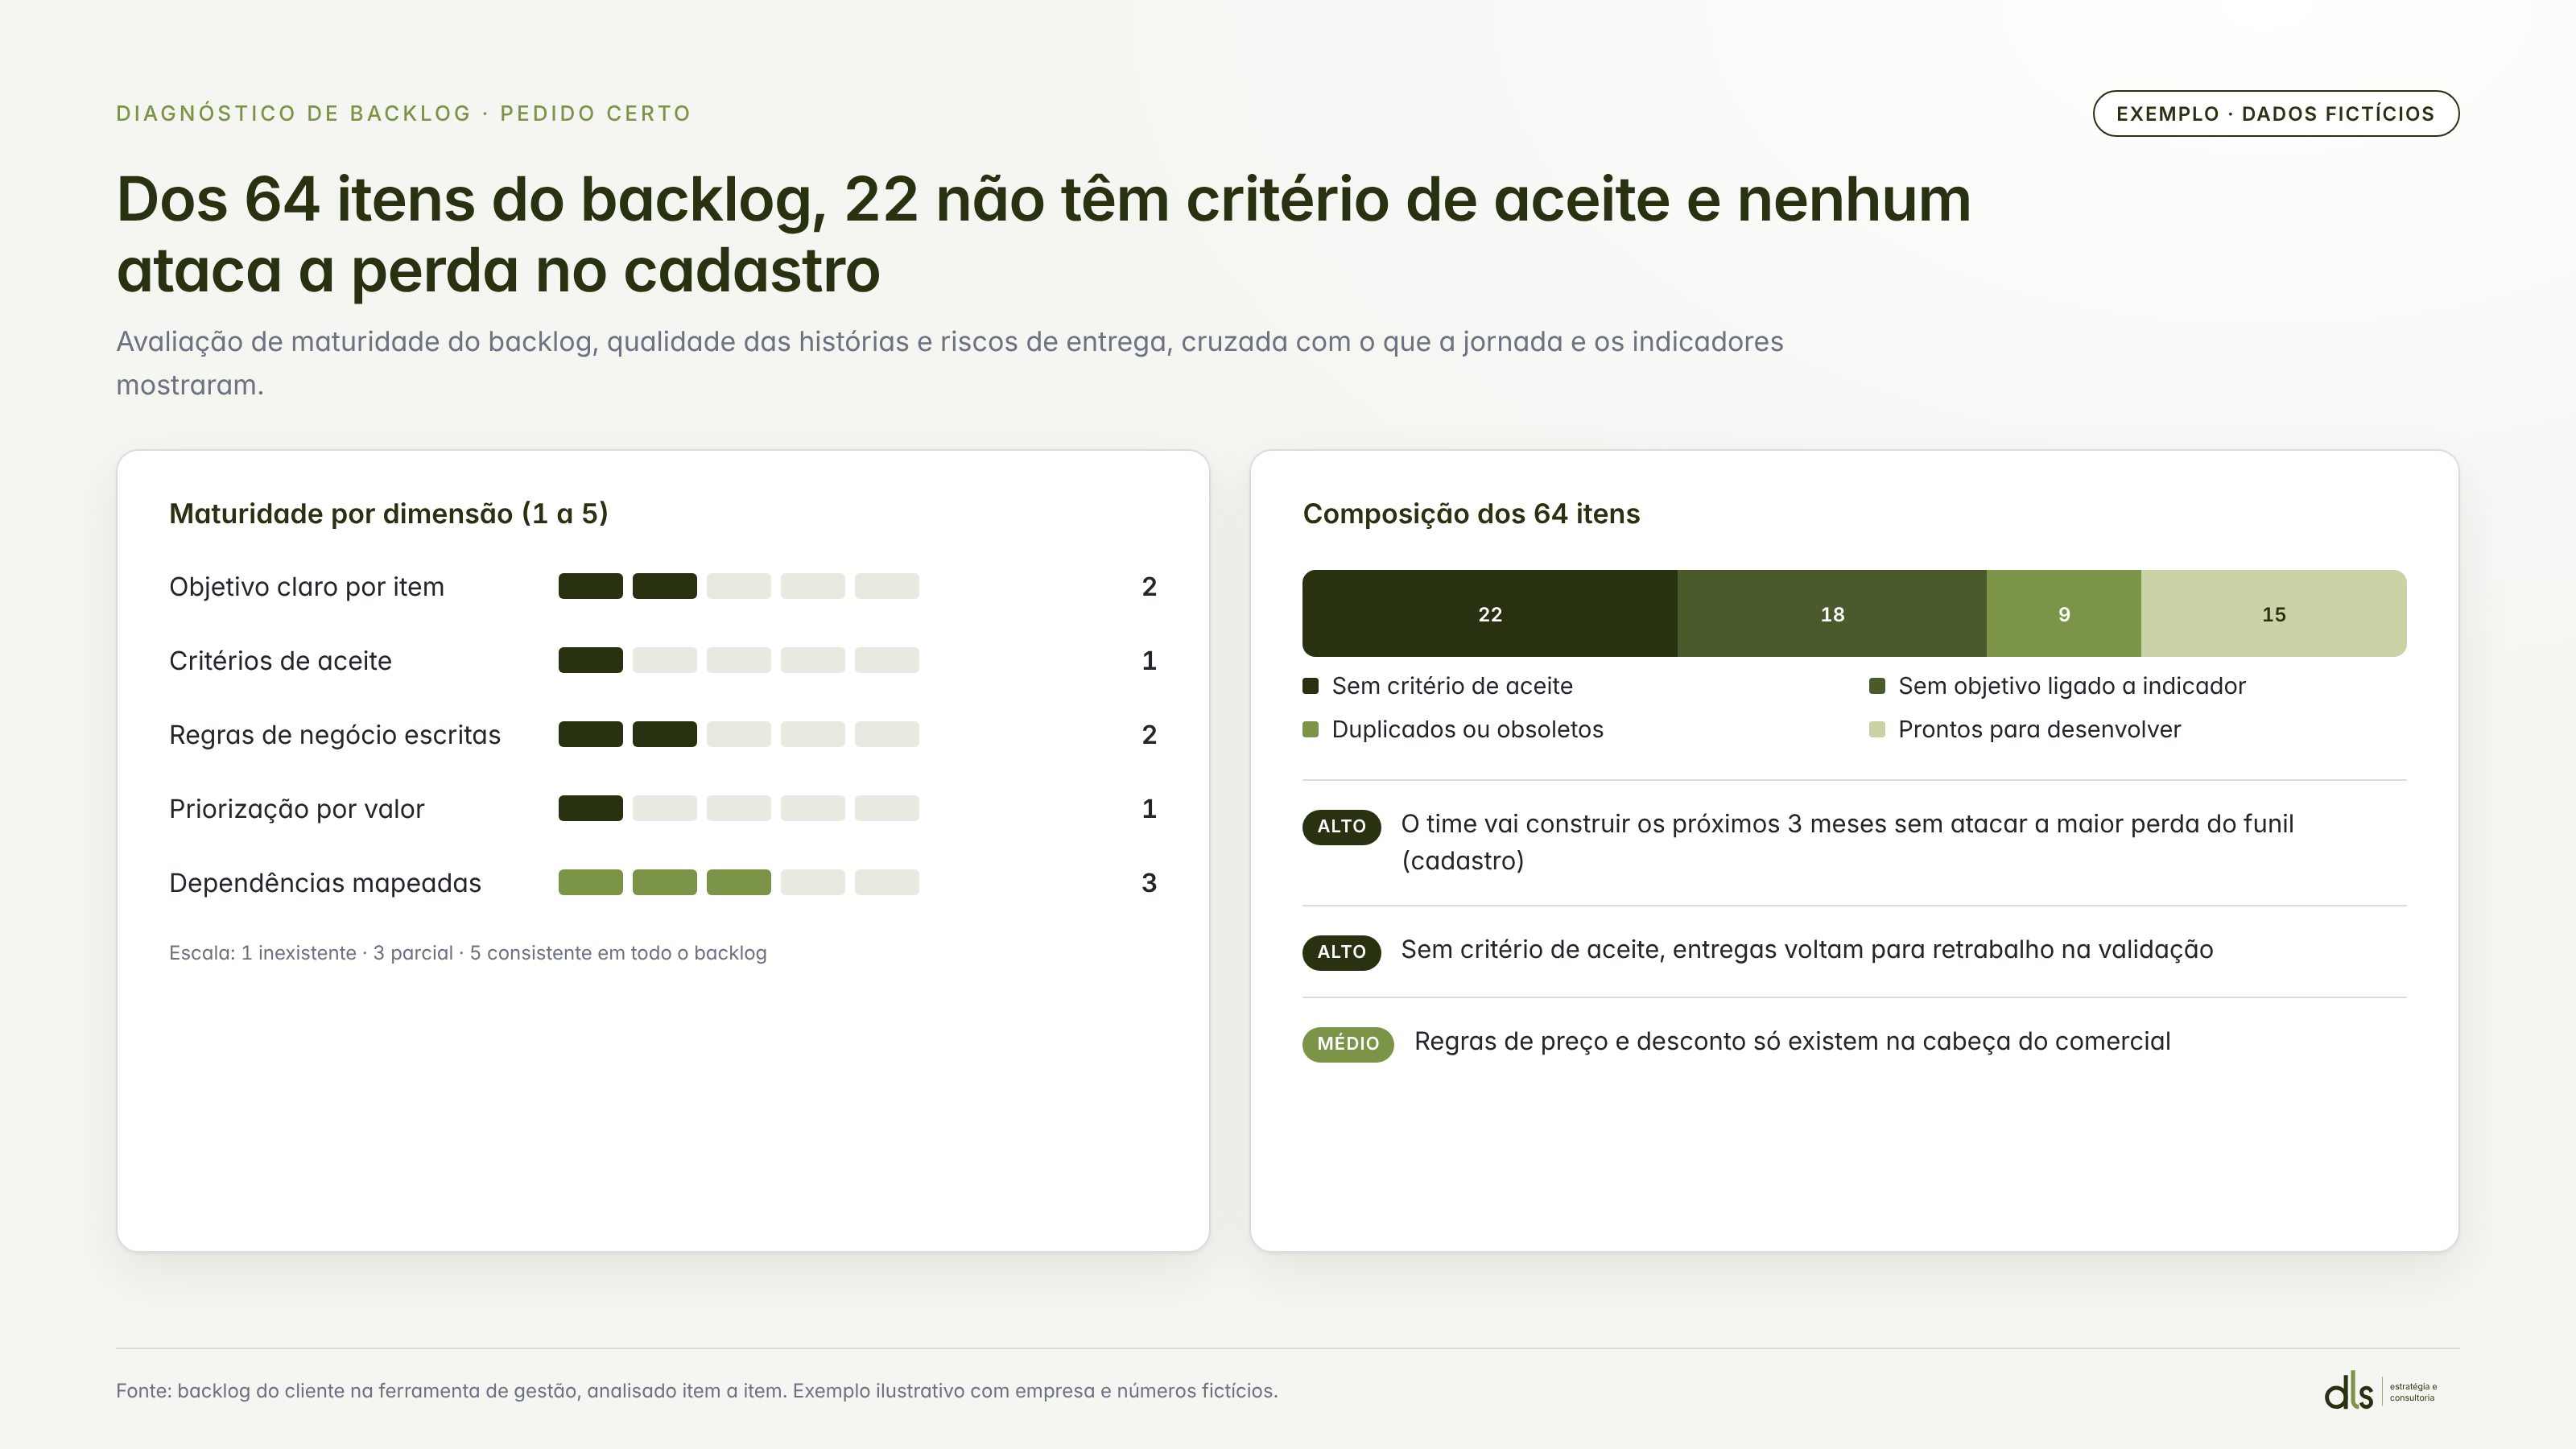 DIAGNÓSTICO DE BACKLOG · PEDIDO CERTO
EXEMPLO · DADOS FICTÍCIOS
Dos 64 itens do backlog, 22 não têm critério de aceite e nenhum
ataca a perda no cadastro
Avaliação de maturidade do backlog, qualidade das histórias e riscos de entrega, cruzada com o que a jornada e os indicadores
mostraram.
Maturidade por dimensão (1 a 5)
Objetivo claro por item 2
Critérios de aceite 1
Regras de negócio escritas 2
Priorização por valor 1
Dependências mapeadas 3
Escala: 1 inexistente · 3 parcial · 5 consistente em todo o backlog
Composição dos 64 itens
22 18 9 15
Sem critério de aceite Sem objetivo ligado a indicador
Duplicados ou obsoletos Prontos para desenvolver
ALTO O time vai construir os próximos 3 meses sem atacar a maior perda do funil
(cadastro)
ALTO Sem critério de aceite, entregas voltam para retrabalho na validação
MÉDIO Regras de preço e desconto só existem na cabeça do comercial
Fonte: backlog do cliente na ferramenta de gestão, analisado item a item. Exemplo ilustrativo com empresa e números fictícios.
dls estratégia e
consultoria